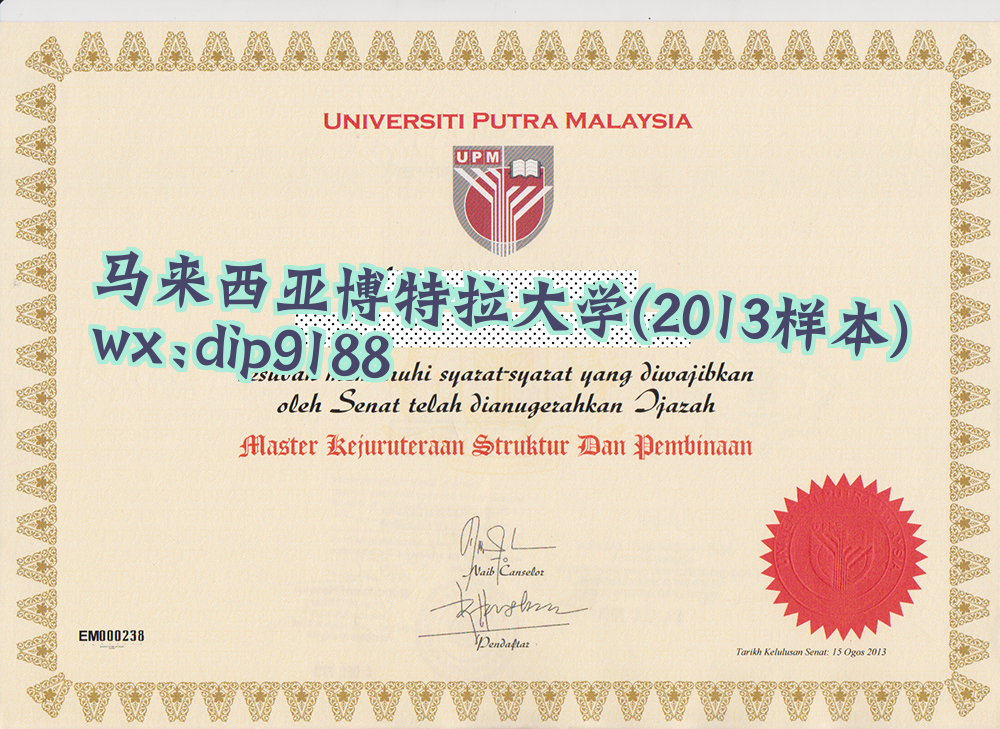 UNIVERSITI PUTRA MALAYSIA
UPM
马来西亚博特拉大学(2013样本)
wx:dip9188
syarat-syarat yang diwajibkan
oleh Senat telah dianugerahkan Ijazah
Master Kejuruteraan Struktur Dan Pembinaan
Naib Canselor
Pendaftar
EM000238
Tarikh Kelulusan Senat: 15 Ogos 2013